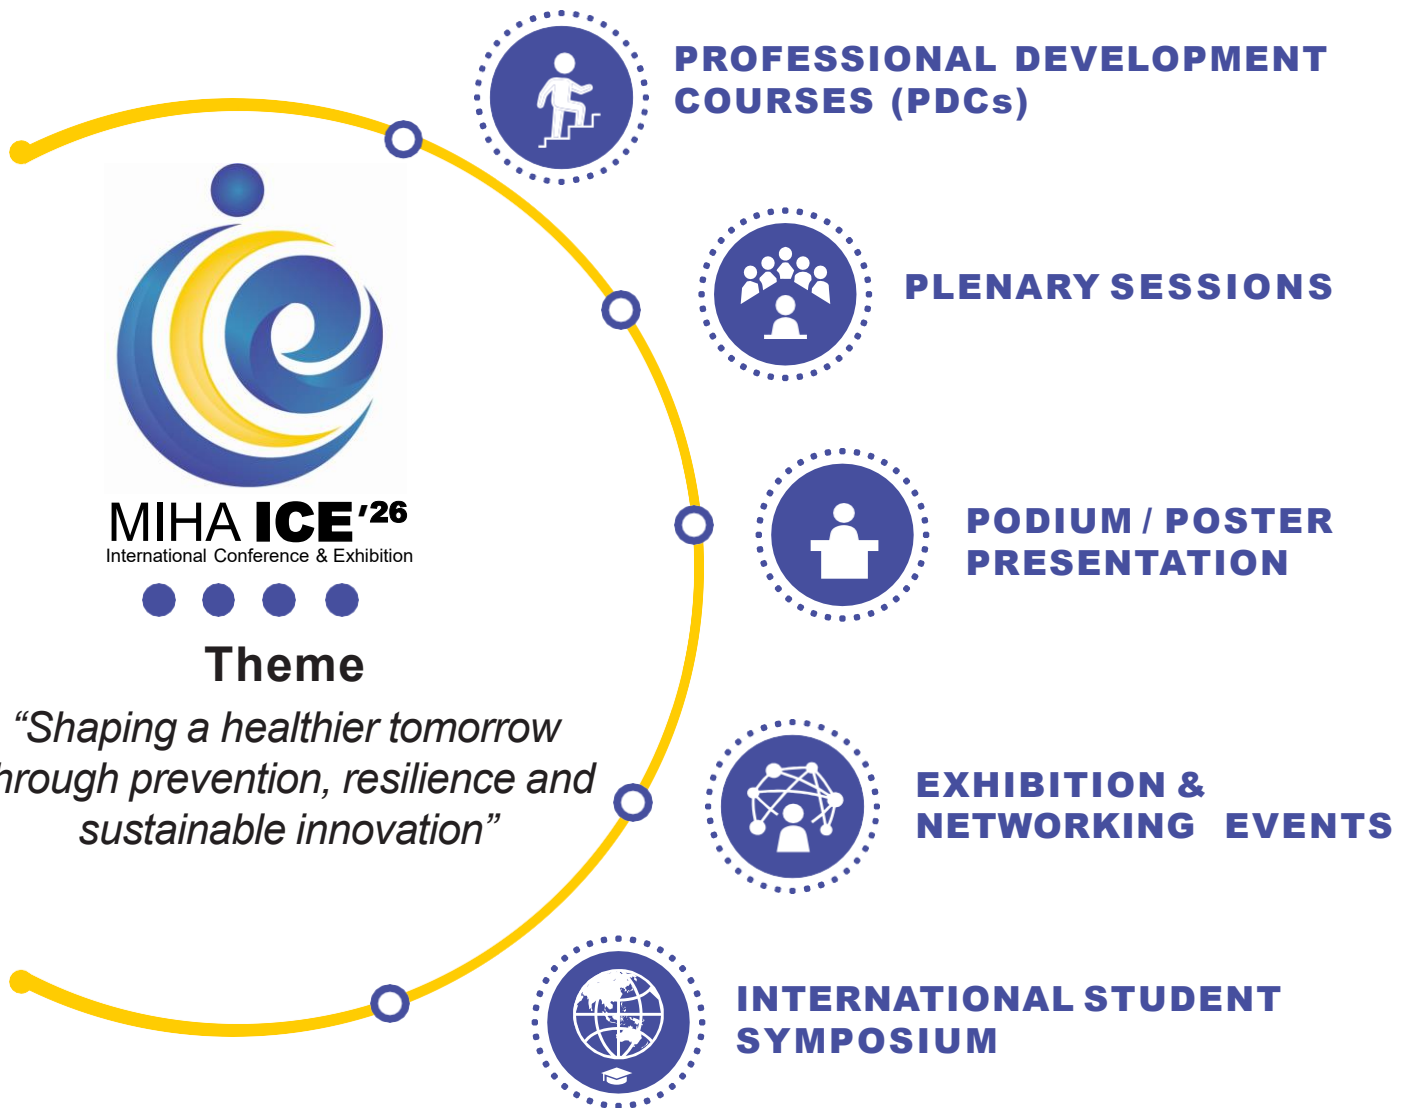 PROFESSIONAL DEVELOPMENT
COURSES (PDCs)
PLENARY SESSIONS
MIHA ICE '26
International Conference & Exhibition
PODIUM / POSTER
PRESENTATION
Theme
“Shaping a healthier tomorrow
hrough prevention, resilience and
sustainable innovation”
EXHIBITION &
NETWORKING EVENTS
INTERNATIONAL STUDENT
SYMPOSIUM